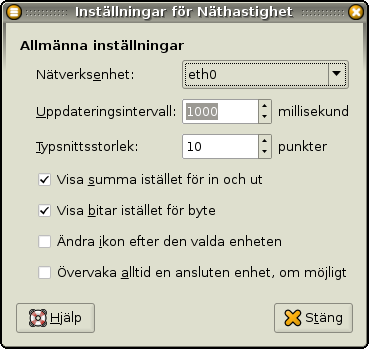 Inställningar för Näthastighet
Allmänna inställningar
Nätverksenhet: eth0
Uppdateringsintervall: 1000 millisekund
Typsnittsstorlek: 10 punkter
Visa summa istället för in och ut
Visa bitar istället för byte
Ändra ikon efter den valda enheten
Övervaka alltid en ansluten enhet, om möjligt
Hjälp Stäng